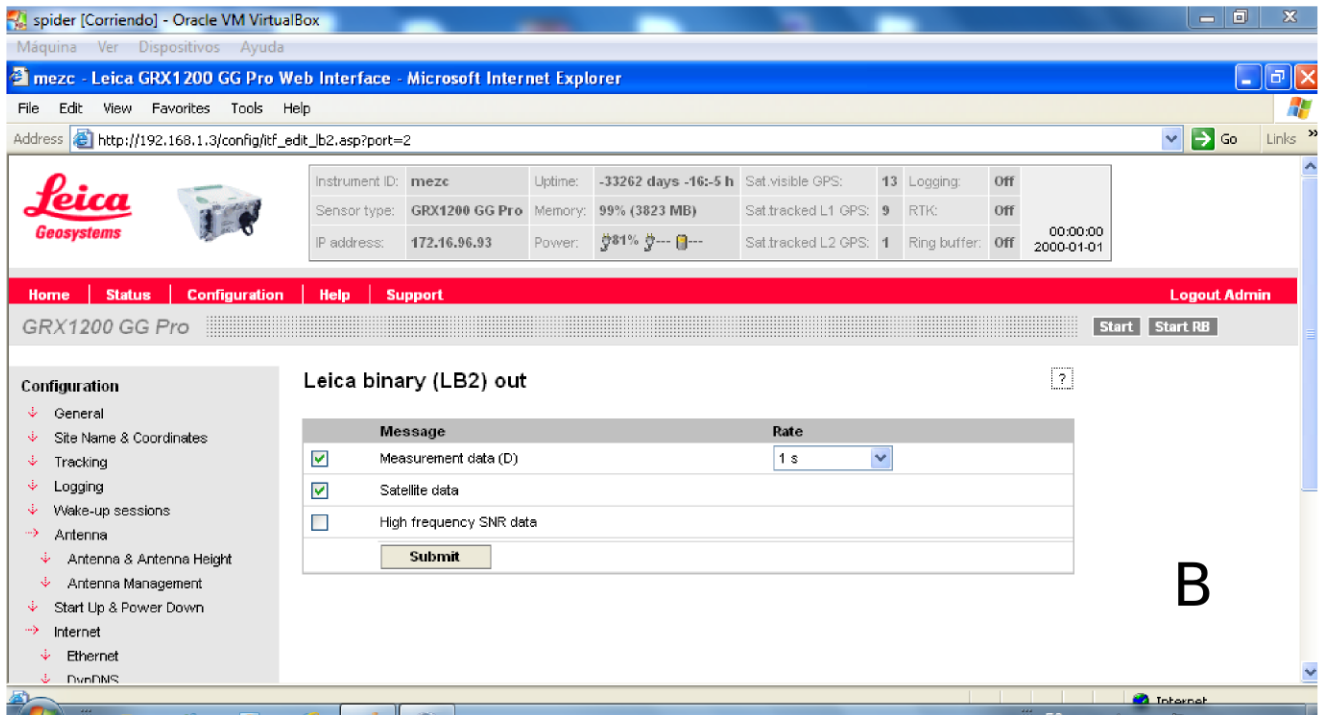 spider [Corriendo] - Oracle VM VirtualBox
Máquina Ver Dispositivos Ayuda
mezc - Leica GRX1200 GG Pro Web Interface - Microsoft Internet Explorer
File Edit View Favorites Tools Help
Address http://192.168.1.3/config/itf_edit_lb2.asp?port=2 Go Links »
Leica
Geosystems
Instrument ID: mezc Uptime: -33262 days -16:-5 h Sat.visible GPS: 13 Logging: Off
Sensor type: GRX1200 GG Pro Memory: 99% (3823 MB) Sat.tracked L1 GPS: 9 RTK: Off
IP address: 172.16.96.93 Power: 81% --- --- Sat.tracked L2 GPS: 1 Ring buffer: Off
00:00:00
2000-01-01
Home Status Configuration Help Support Logout Admin
GRX1200 GG Pro Start Start RB
Configuration
General
Site Name & Coordinates
Tracking
Logging
Wake-up sessions
Antenna
Antenna & Antenna Height
Antenna Management
Start Up & Power Down
Internet
Ethernet
DynDNS
Leica binary (LB2) out ?
Message Rate
Measurement data (D) 1 s
Satellite data
High frequency SNR data
Submit
B
Internet